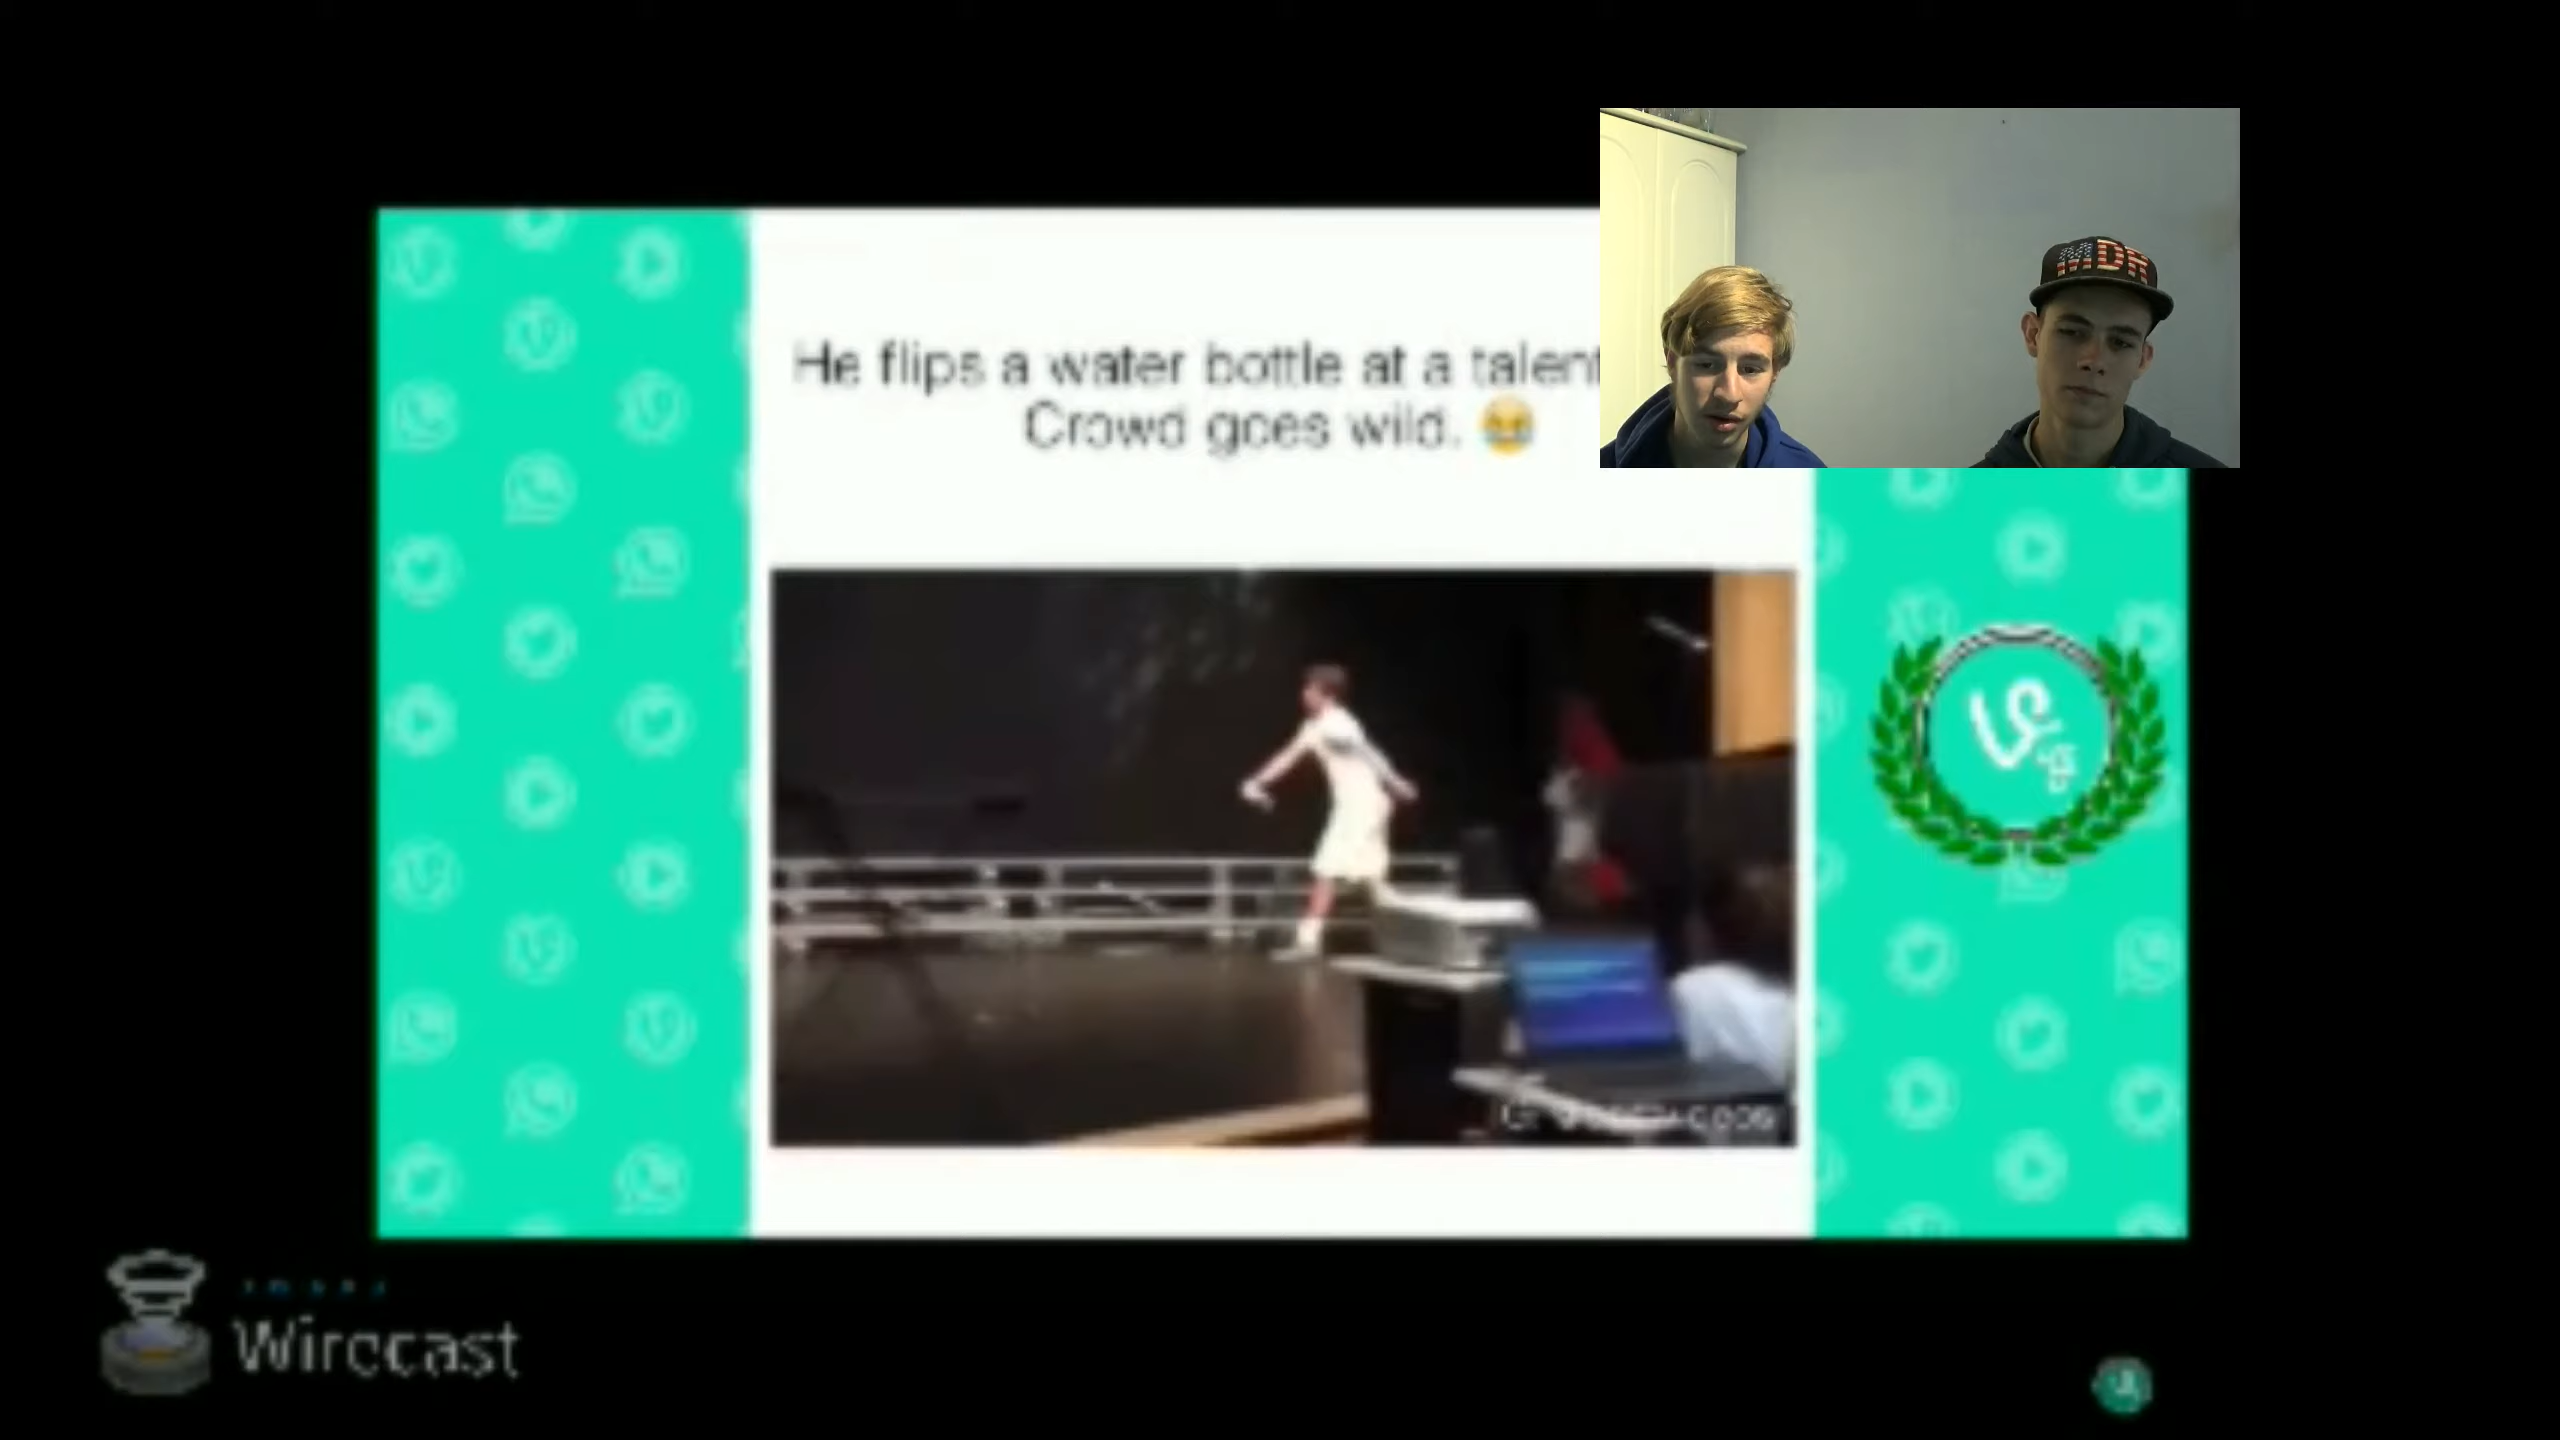 MDR
He flips a water bottle at a talent
Crowd goes wild. 😂
Wirecast